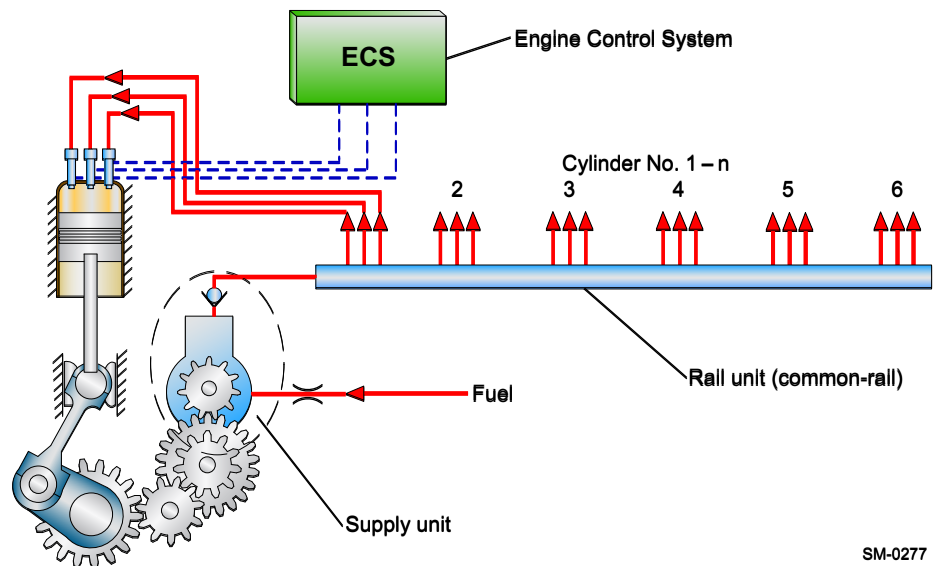 ECS
Engine Control System
Cylinder No. 1 – n
2 3 4 5 6
Rail unit (common-rail)
Fuel
Supply unit
SM-0277